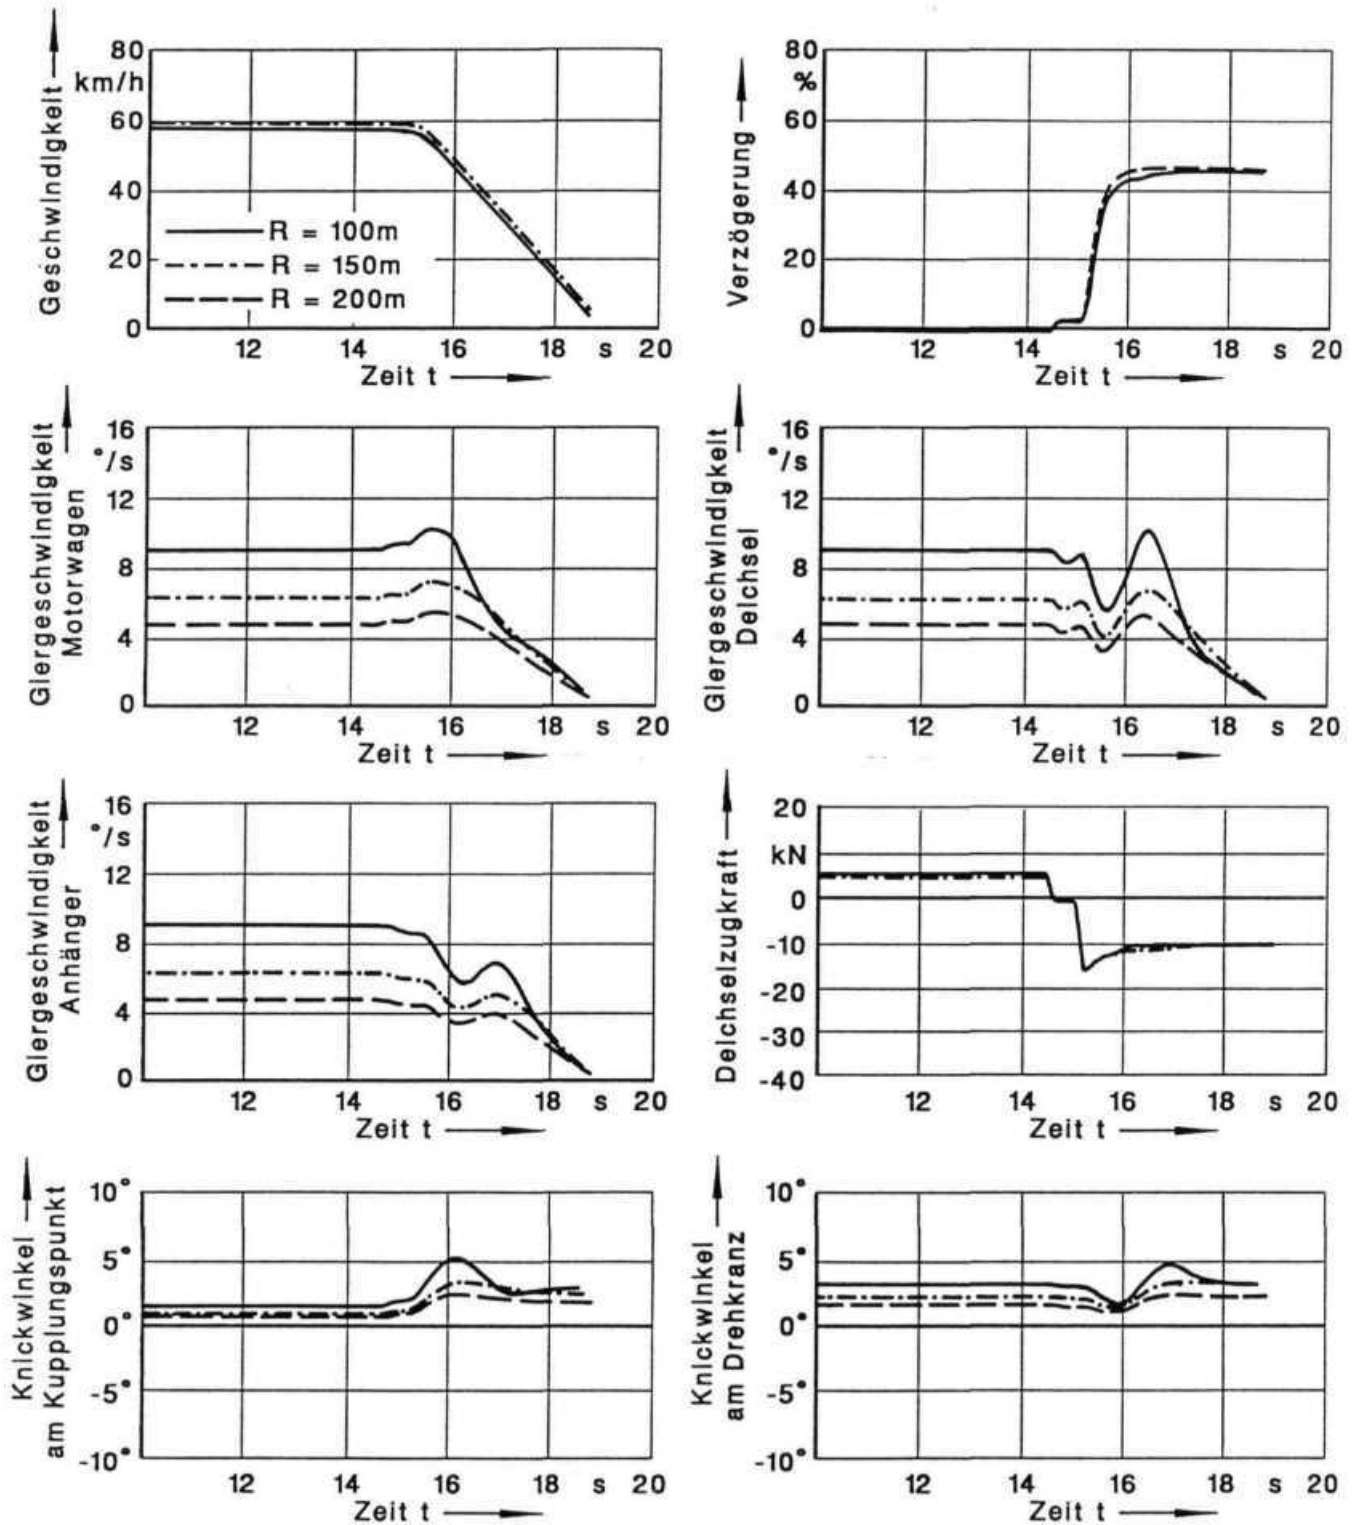 Geschwindigkeit
80
km/h
60
40
20
0
R = 100m
R = 150m
R = 200m
12 14 16 18 s 20
Zeit t
Verzögerung
80
%
60
40
20
0
12 14 16 18 s 20
Zeit t
Giergeschwindigkeit
Motorwagen
16
°/s
12
8
4
0
12 14 16 18 s 20
Zeit t
Giergeschwindigkeit
Deichsel
16
°/s
12
8
4
0
12 14 16 18 s 20
Zeit t
Giergeschwindigkeit
Anhänger
16
°/s
12
8
4
0
12 14 16 18 s 20
Zeit t
Deichselzugkraft
20
kN
0
-10
-20
-30
-40
12 14 16 18 s 20
Zeit t
Knickwinkel
am Kupplungspunkt
10°
5°
0°
-5°
-10°
12 14 16 18 s 20
Zeit t
Knickwinkel
am Drehkranz
10°
5°
0°
-5°
-10°
12 14 16 18 s 20
Zeit t